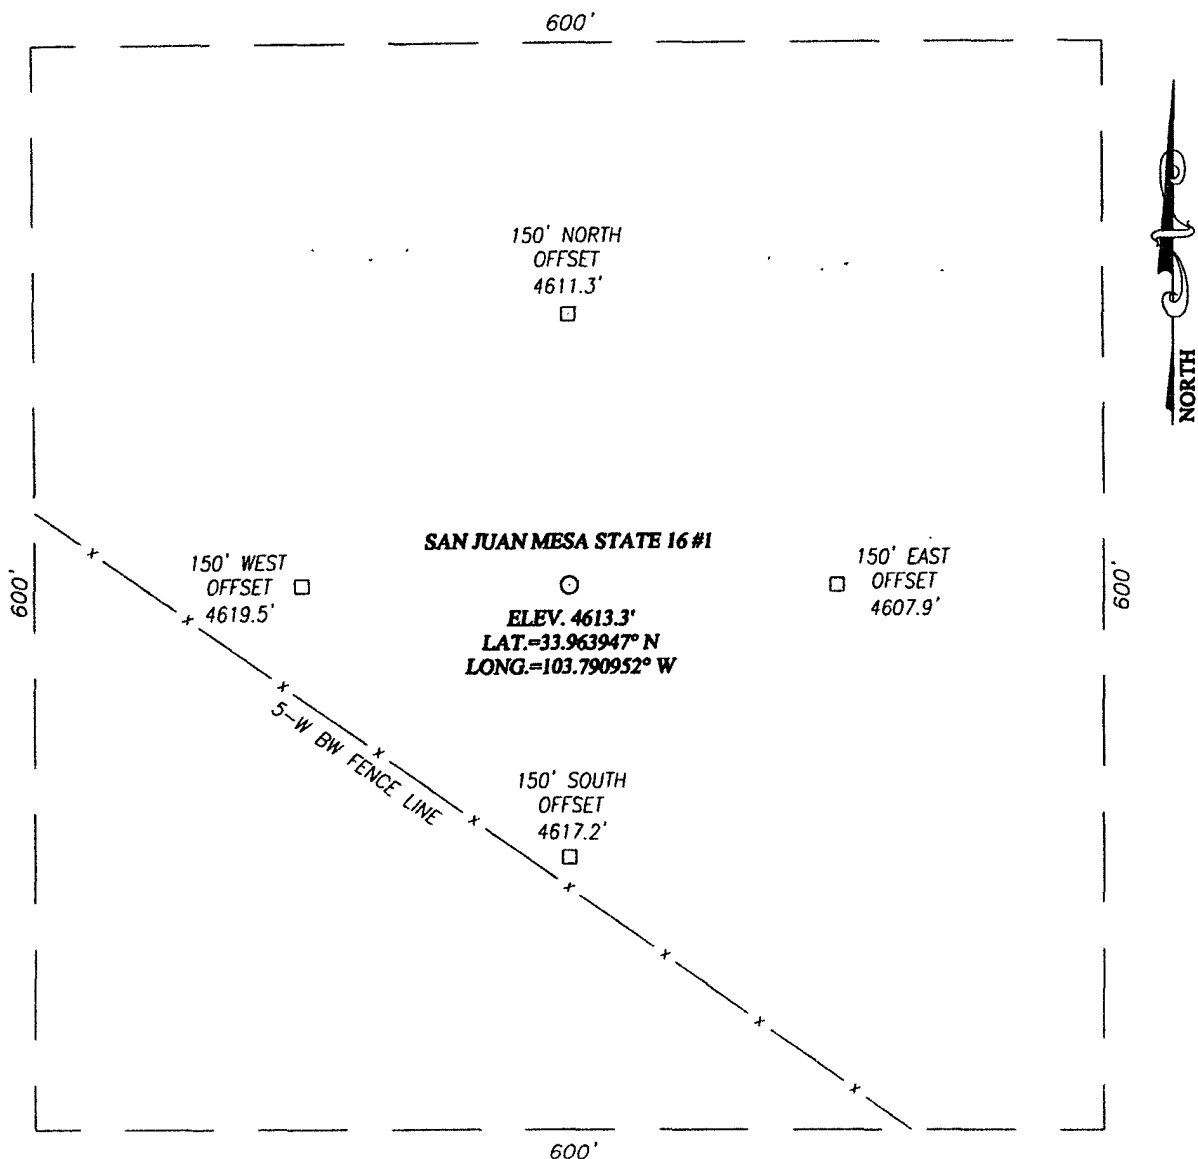 600'
150' NORTH
OFFSET
4611.3'
NORTH
SAN JUAN MESA STATE 16 #1
150' WEST
OFFSET
4619.5'
600'
ELEV. 4613.3'
LAT.=33.963947° N
LONG.=103.790952° W
150' EAST
OFFSET
4607.9'
600'
5-W BW FENCE LINE
150' SOUTH
OFFSET
4617.2'
600'